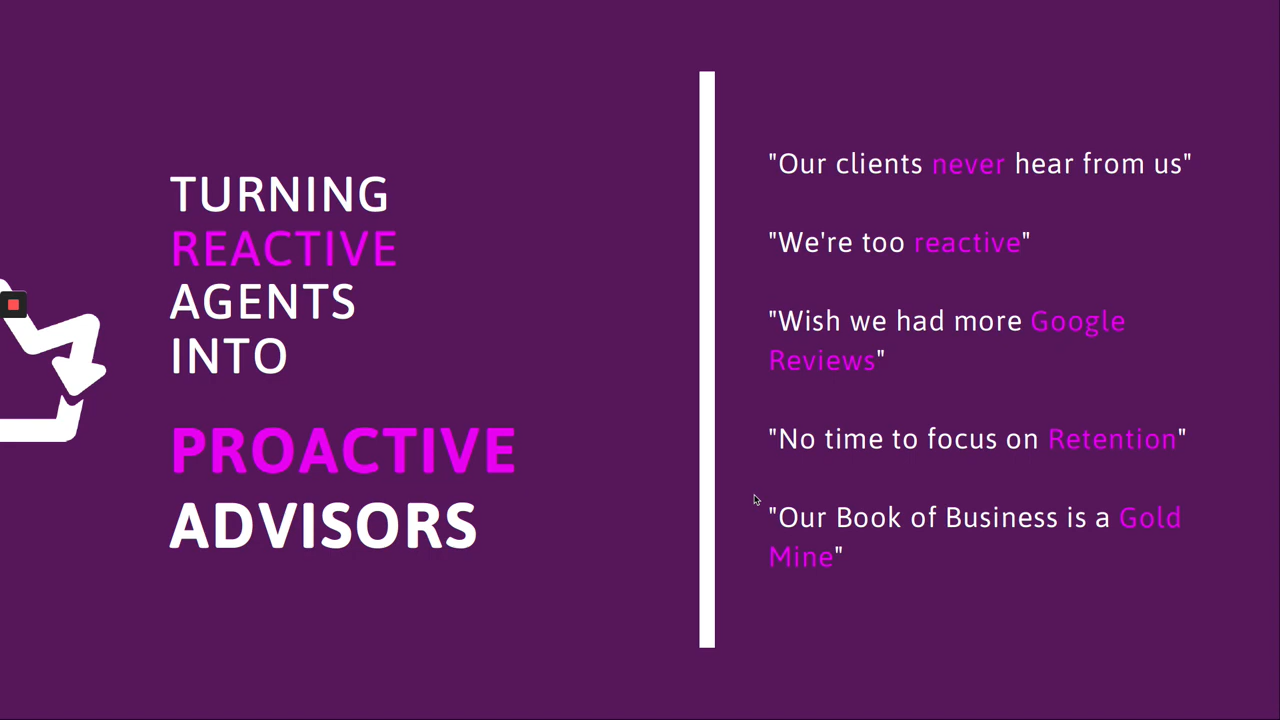 TURNING
REACTIVE
AGENTS
INTO
PROACTIVE
ADVISORS
"Our clients never hear from us"
"We're too reactive"
"Wish we had more Google
Reviews"
"No time to focus on Retention"
"Our Book of Business is a Gold
Mine"